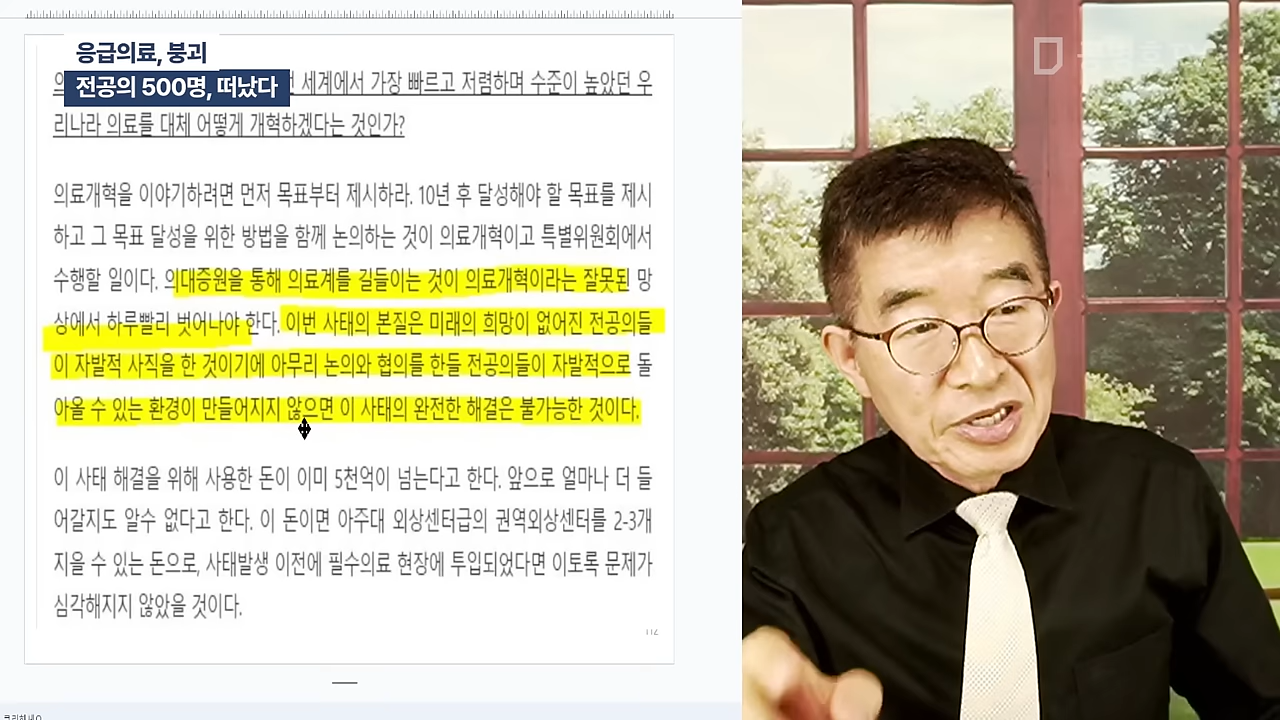 응급의료, 붕괴
전공의 500명, 떠났다
세계에서 가장 빠르고 저렴하며 수준이 높았던 우
리나라 의료를 대체 어떻게 개혁하겠다는 것인가?
의료개혁을 이야기하려면 먼저 목표부터 제시하라. 10년 후 달성해야 할 목표를 제시
하고 그 목표 달성을 위한 방법을 함께 논의하는 것이 의료개혁이고 특별위원회에서
수행할 일이다. 의대증원을 통해 의료계를 길들이는 것이 의료개혁이라는 잘못된 망
상에서 하루빨리 벗어나야 한다. 이번 사태의 본질은 미래의 희망이 없어진 전공의들
이 자발적 사직을 한 것이기에 아무리 논의와 협의를 한들 전공의들이 자발적으로 돌
아올 수 있는 환경이 만들어지지 않으면 이 사태의 완전한 해결은 불가능한 것이다.
이 사태 해결을 위해 사용한 돈이 이미 5천억이 넘는다고 한다. 앞으로 얼마나 더 들
어갈지도 알수 없다고 한다. 이 돈이면 아주대 외상센터급의 권역외상센터를 2-3개
지을 수 있는 돈으로, 사태발생 이전에 필수의료 현장에 투입되었다면 이토록 문제가
심각해지지 않았을 것이다.